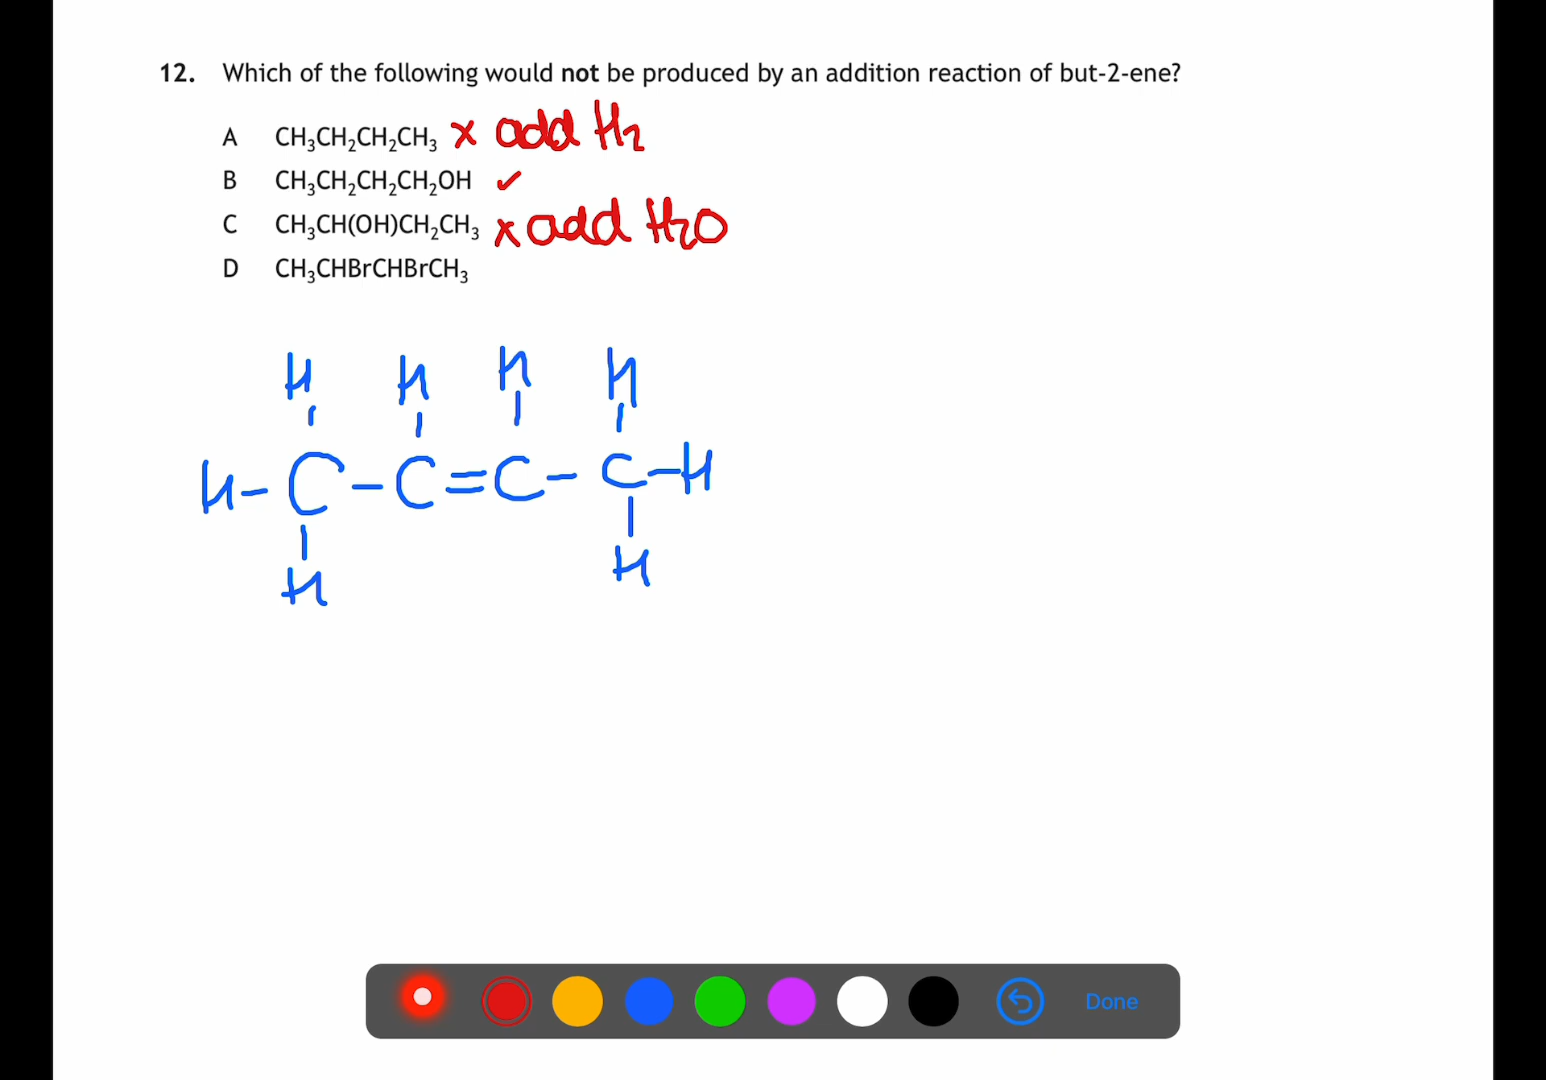 12. Which of the following would not be produced by an addition reaction of but-2-ene?
A CH₃CH₂CH₂CH₃ x add H₂
B CH₃CH₂CH₂CH₂OH ✓
C CH₃CH(OH)CH₂CH₃ x add H₂O
D CH₃CHBrCHBrCH₃
H H H H
H-C-C=C-C-H
H H
Done